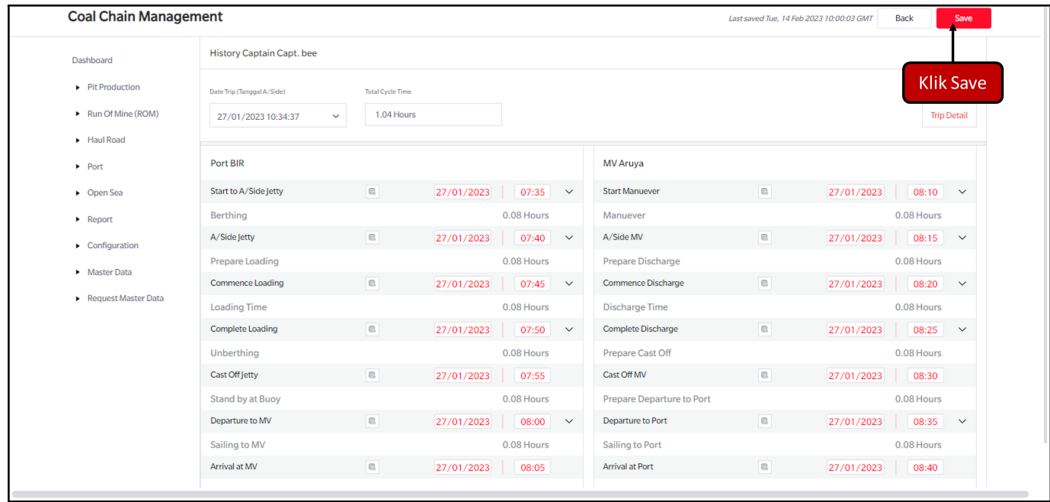 Coal Chain Management
Last saved Tue, 14 Feb 2023 10:00:03 GMT
Back
Save
Klik Save
Dashboard
Pit Production
Run Of Mine (ROM)
Haul Road
Port
Open Sea
Report
Configuration
Master Data
Request Master Data
History Captain Capt. bee
Date Trip (Tanggal A/Side)
Total Cycle Time
27/01/2023 10:34:37
1.04 Hours
Trip Detail
Port BIR
Start to A/Side Jetty 27/01/2023 07:35
Berthing 0.08 Hours
A/Side Jetty 27/01/2023 07:40
Prepare Loading 0.08 Hours
Commence Loading 27/01/2023 07:45
Loading Time 0.08 Hours
Complete Loading 27/01/2023 07:50
Unberthing 0.08 Hours
Cast Off Jetty 27/01/2023 07:55
Stand by at Buoy 0.08 Hours
Departure to MV 27/01/2023 08:00
Sailing to MV 0.08 Hours
Arrival at MV 27/01/2023 08:05
MV Aruya
Start Manuever 27/01/2023 08:10
Manuever 0.08 Hours
A/Side MV 27/01/2023 08:15
Prepare Discharge 0.08 Hours
Commence Discharge 27/01/2023 08:20
Discharge Time 0.08 Hours
Complete Discharge 27/01/2023 08:25
Prepare Cast Off 0.08 Hours
Cast Off MV 27/01/2023 08:30
Prepare Departure to Port 0.08 Hours
Departure to Port 27/01/2023 08:35
Sailing to Port 0.08 Hours
Arrival at Port 27/01/2023 08:40